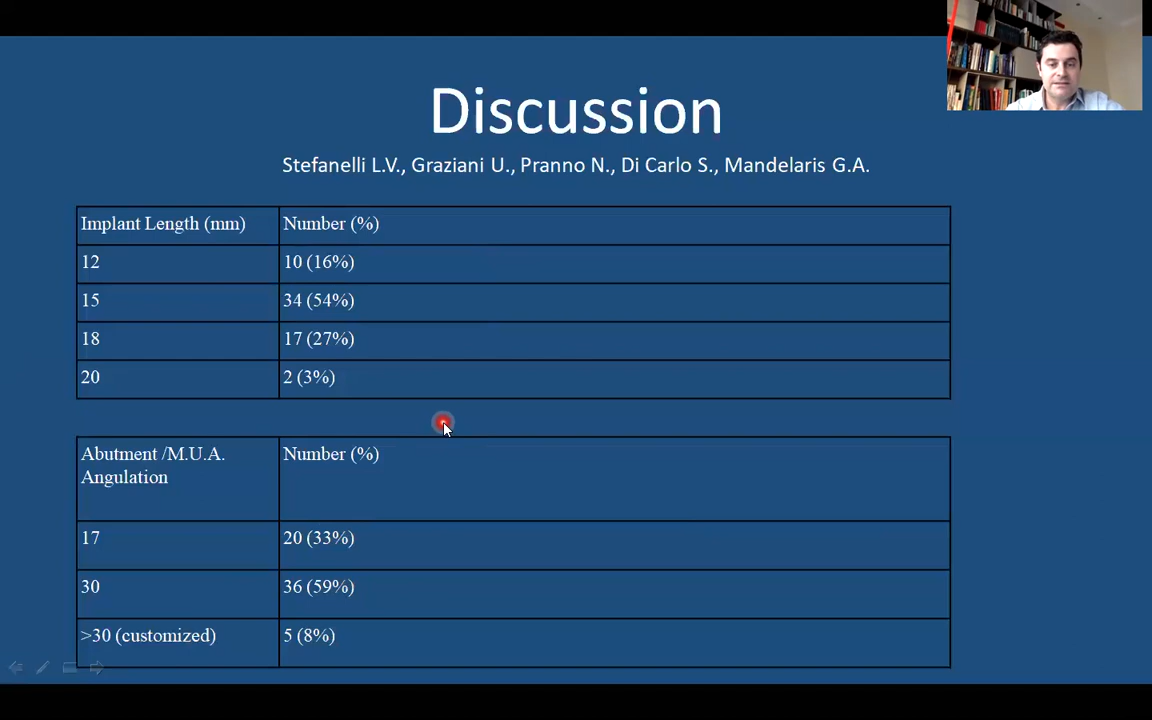 Discussion
Stefanelli L.V., Graziani U., Pranno N., Di Carlo S., Mandelaris G.A.
Implant Length (mm) Number (%)
12 10 (16%)
15 34 (54%)
18 17 (27%)
20 2 (3%)
Abutment /M.U.A. Number (%)
Angulation
17 20 (33%)
30 36 (59%)
>30 (customized) 5 (8%)